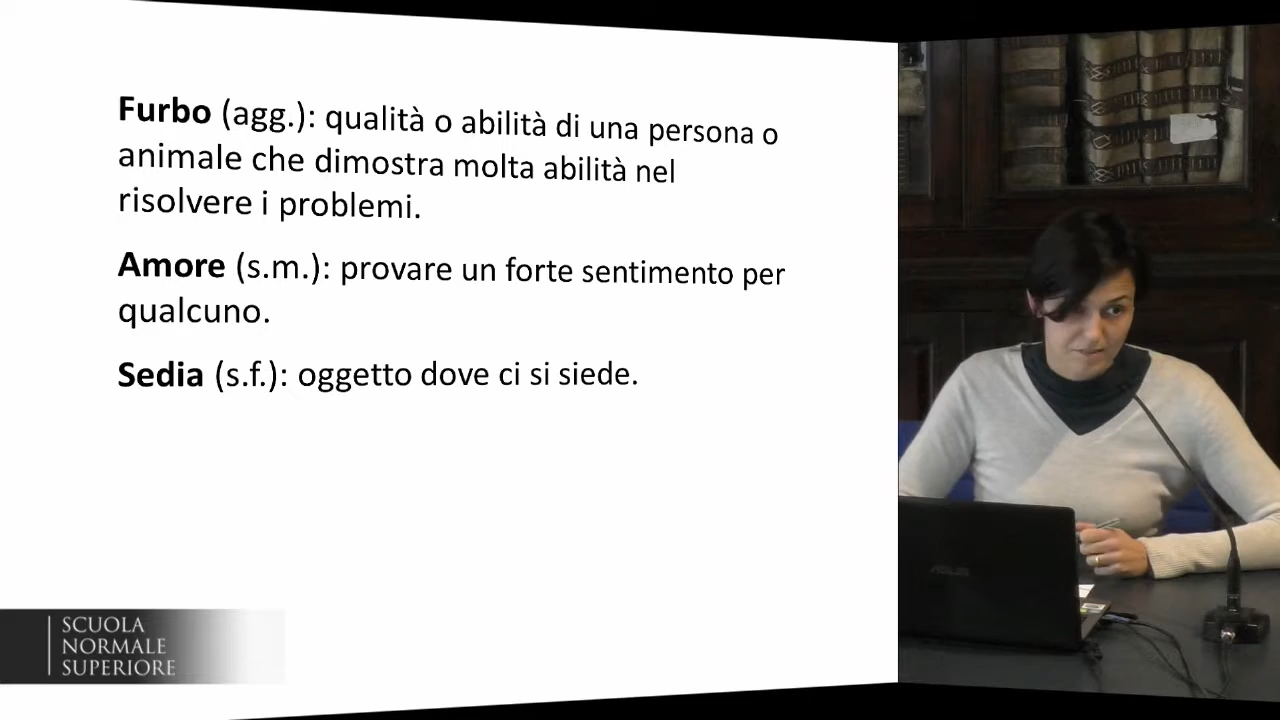 Furbo (agg.): qualità o abilità di una persona o
animale che dimostra molta abilità nel
risolvere i problemi.
Amore (s.m.): provare un forte sentimento per
qualcuno.
Sedia (s.f.): oggetto dove ci si siede.
SCUOLA
NORMALE
SUPERIORE
ASUS